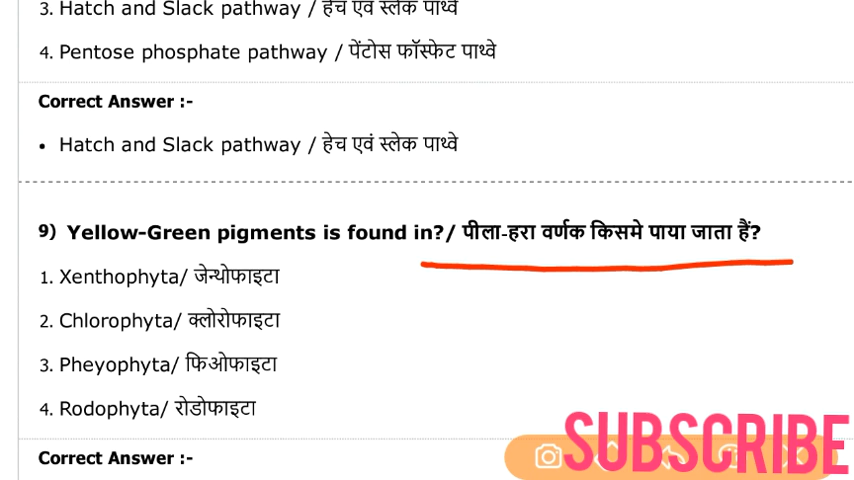 3. Hatch and Slack pathway / हेच एवं स्लेक पाथ्वे
4. Pentose phosphate pathway / पेंटोस फॉस्फेट पाथ्वे
Correct Answer :-
• Hatch and Slack pathway / हेच एवं स्लेक पाथ्वे
9) Yellow-Green pigments is found in?/ पीला-हरा वर्णक किसमे पाया जाता हैं?
1. Xenthophyta/ जेन्थोफाइटा
2. Chlorophyta/ क्लोरोफाइटा
3. Pheyophyta/ फिओफाइटा
4. Rodophyta/ रोडोफाइटा
Correct Answer :-
SUBSCRIBE